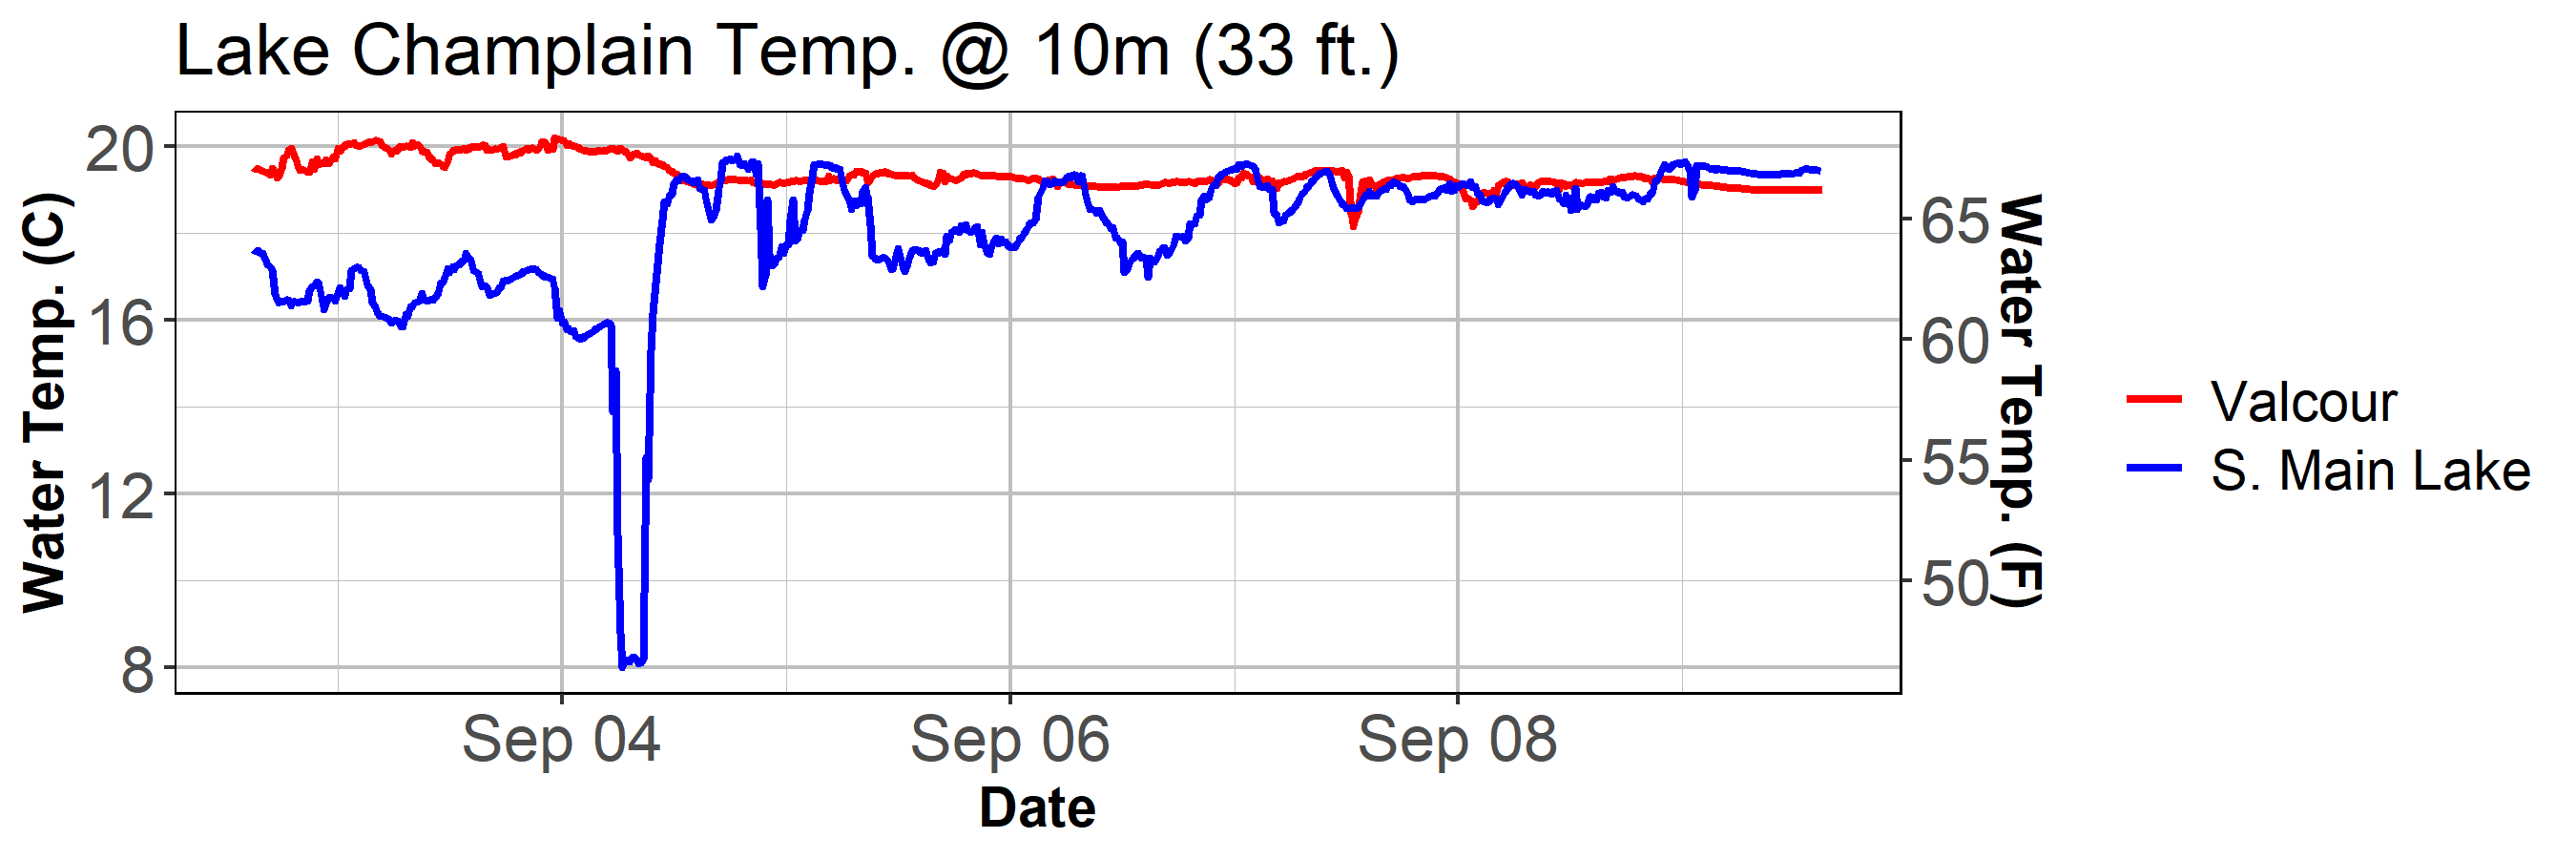 Lake Champlain Temp. @ 10m (33 ft.)
Water Temp. (C)
20
16
12
8
65
60
55
50
Water Temp. (F)
Sep 04
Sep 06
Sep 08
Date
Valcour
S. Main Lake